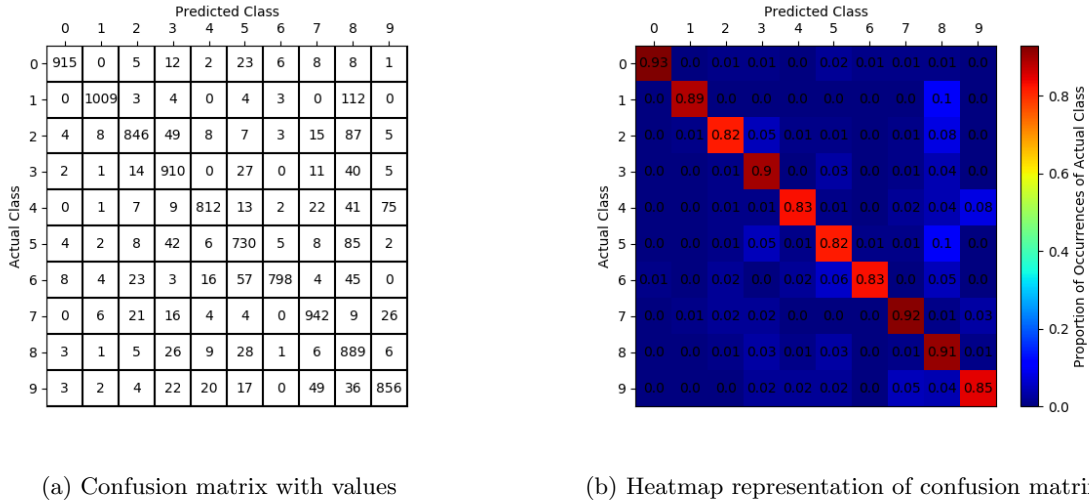 Predicted Class
0 1 2 3 4 5 6 7 8 9
Actual Class
0 915 0 5 12 2 23 6 8 8 1
1 0 1009 3 4 0 4 3 0 112 0
2 4 8 846 49 8 7 3 15 87 5
3 2 1 14 910 0 27 0 11 40 5
4 0 1 7 9 812 13 2 22 41 75
5 4 2 8 42 6 730 5 8 85 2
6 8 4 23 3 16 57 798 4 45 0
7 0 6 21 16 4 4 0 942 9 26
8 3 1 5 26 9 28 1 6 889 6
9 3 2 4 22 20 17 0 49 36 856
(a) Confusion matrix with values
Predicted Class
0 1 2 3 4 5 6 7 8 9
Actual Class
0 0.93 0.0 0.01 0.01 0.0 0.02 0.01 0.01 0.01 0.0
1 0.0 0.89 0.0 0.0 0.0 0.0 0.0 0.0 0.1 0.0
2 0.0 0.01 0.82 0.05 0.01 0.01 0.0 0.01 0.08 0.0
3 0.0 0.0 0.01 0.9 0.0 0.03 0.0 0.01 0.04 0.0
4 0.0 0.0 0.01 0.01 0.83 0.01 0.0 0.02 0.04 0.08
5 0.0 0.0 0.01 0.05 0.01 0.82 0.01 0.01 0.1 0.0
6 0.01 0.0 0.02 0.0 0.02 0.06 0.83 0.0 0.05 0.0
7 0.0 0.01 0.02 0.02 0.0 0.0 0.0 0.92 0.01 0.03
8 0.0 0.0 0.01 0.03 0.01 0.03 0.0 0.01 0.91 0.01
9 0.0 0.0 0.0 0.02 0.02 0.02 0.0 0.05 0.04 0.85
0.8
0.6
0.4
0.2
0.0
Proportion of Occurrences of Actual Class
(b) Heatmap representation of confusion matri